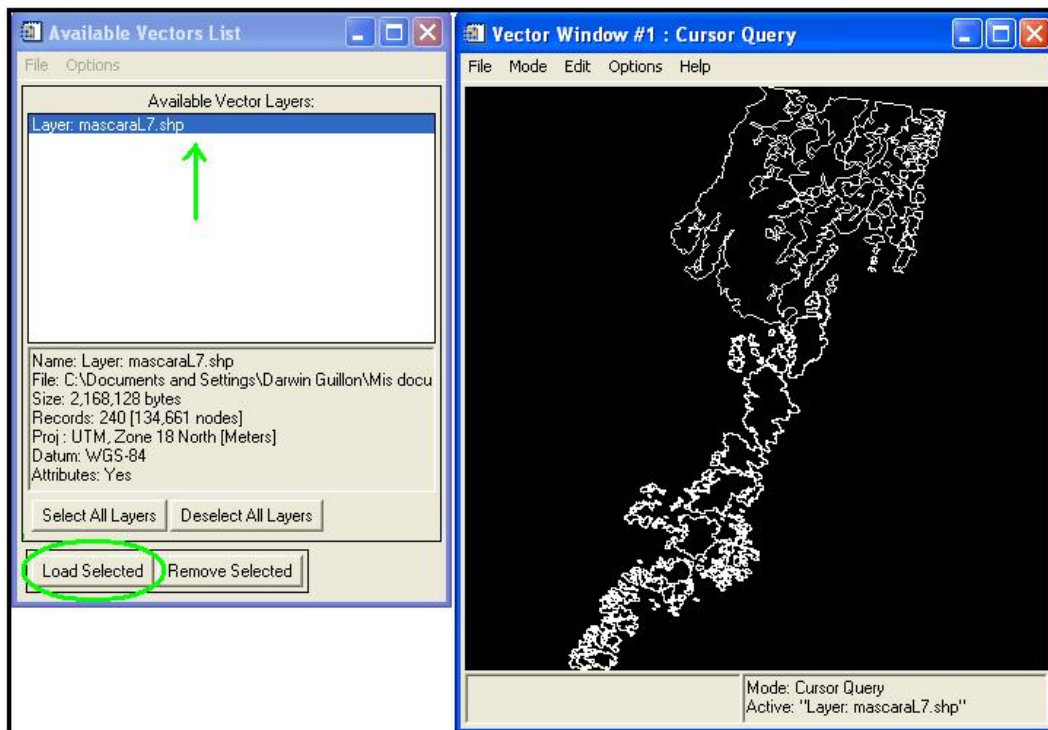 Available Vectors List
File Options
Available Vector Layers:
Layer: mascaraL7.shp
Name: Layer: mascaraL7.shp
File: C:\Documents and Settings\Darwin Guillon\Mis docu
Size: 2,168,128 bytes
Records: 240 [134,661 nodes]
Proj : UTM, Zone 18 North [Meters]
Datum: WGS-84
Attributes: Yes
Select All Layers Deselect All Layers
Load Selected Remove Selected
Vector Window #1 : Cursor Query
File Mode Edit Options Help
Mode: Cursor Query
Active: "Layer: mascaraL7.shp"